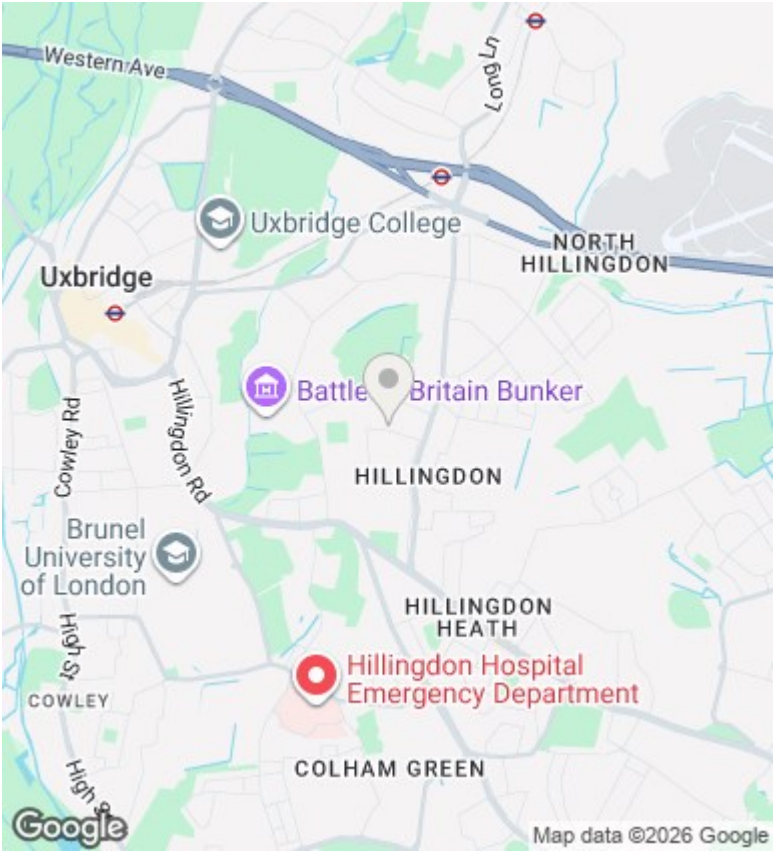 Western Ave
Long Ln
Uxbridge College
NORTH
HILLINGDON
Uxbridge
Battle Britain Bunker
Hillingdon Rd
Cowley Rd
HILLINGDON
Brunel
University
of London
HILLINGDON
HEATH
High St
Hillingdon Hospital
Emergency Department
COWLEY
COLHAM GREEN
High
Google
Map data ©2026 Google